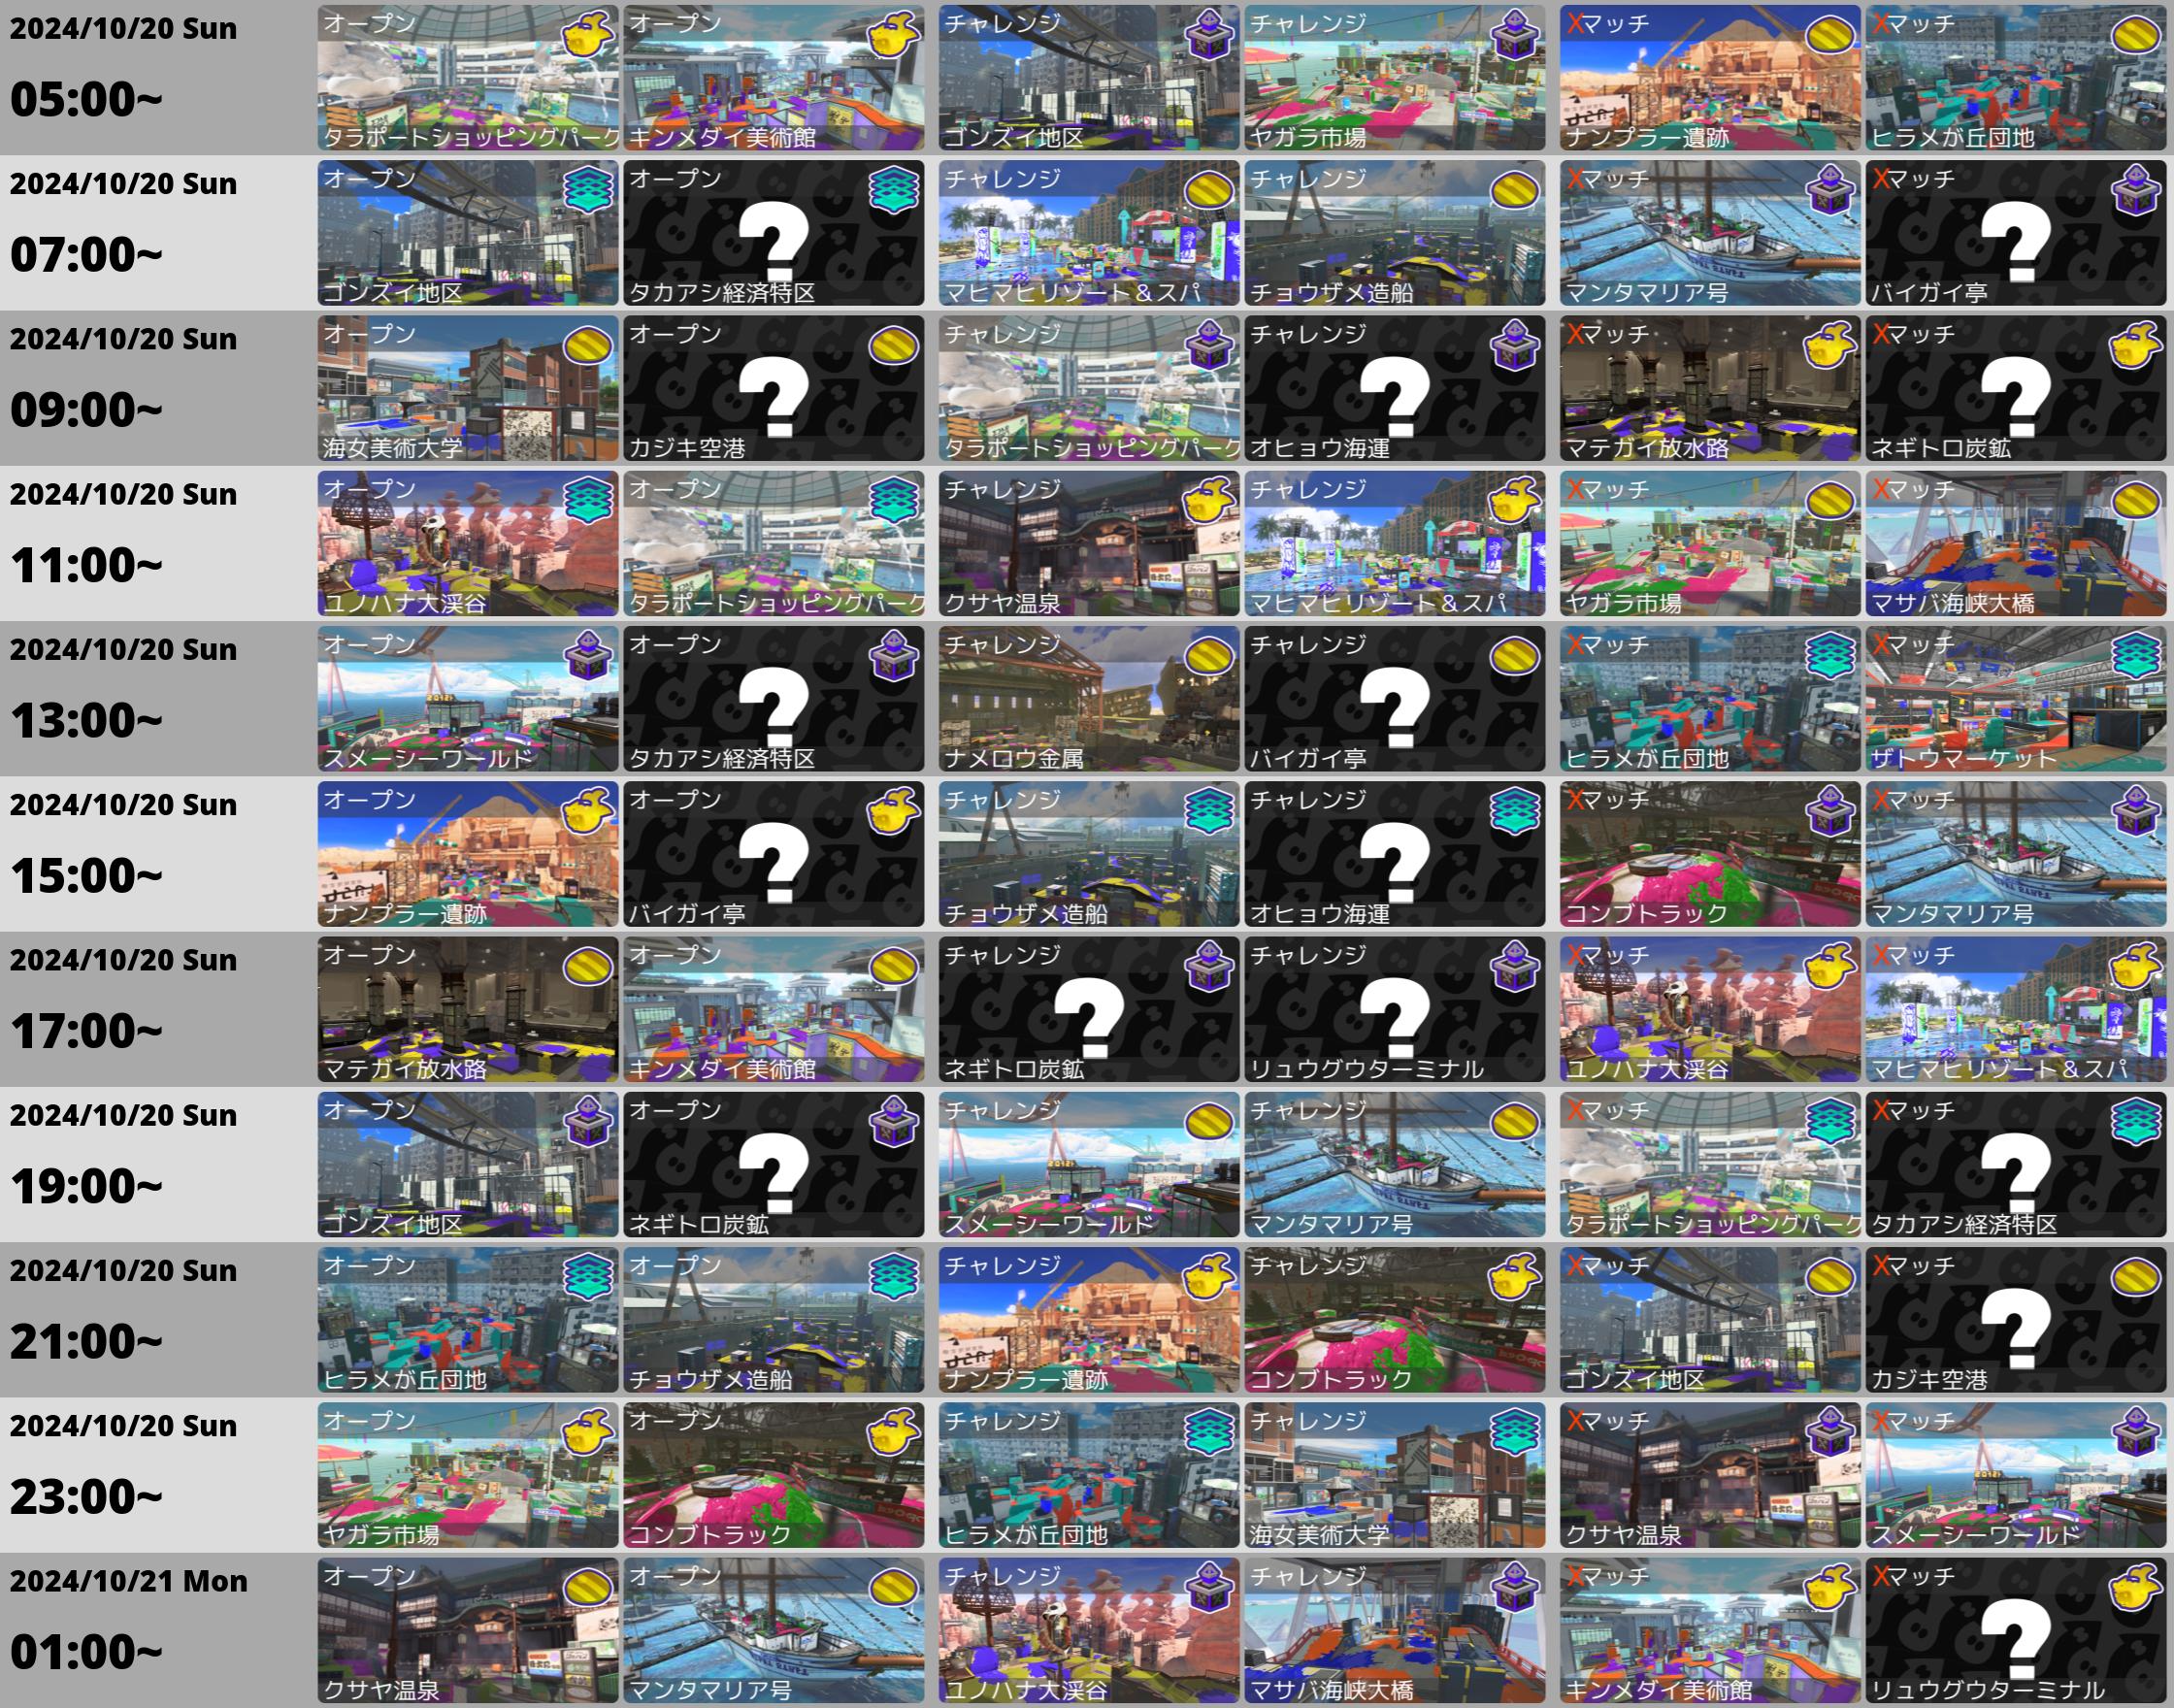 2024/10/20 Sun
05:00~
オープン
タラポートショッピングパーク
オープン
キンメダイ美術館
チャレンジ
ゴンズイ地区
チャレンジ
ヤガラ市場
Xマッチ
ナンプラー遺跡
Xマッチ
ヒラメが丘団地
2024/10/20 Sun
07:00~
オープン
ゴンズイ地区
オープン
?
タカアシ経済特区
チャレンジ
マヒマヒリゾート&スパ
チャレンジ
チョウザメ造船
Xマッチ
マンタマリア号
Xマッチ
?
バイガイ亭
2024/10/20 Sun
09:00~
オープン
海女美術大学
オープン
?
カジキ空港
チャレンジ
タラポートショッピングパーク
チャレンジ
?
オヒョウ海運
Xマッチ
マテガイ放水路
Xマッチ
?
ネギトロ炭鉱
2024/10/20 Sun
11:00~
オープン
ユノハナ大渓谷
オープン
タラポートショッピングパーク
チャレンジ
クサヤ温泉
チャレンジ
マヒマヒリゾート&スパ
Xマッチ
ヤガラ市場
Xマッチ
マサバ海峡大橋
2024/10/20 Sun
13:00~
オープン
スメーシーワールド
オープン
?
タカアシ経済特区
チャレンジ
ナメロウ金属
チャレンジ
?
バイガイ亭
Xマッチ
ヒラメが丘団地
Xマッチ
ザトウマーケット
2024/10/20 Sun
15:00~
オープン
ナンプラー遺跡
オープン
?
バイガイ亭
チャレンジ
チョウザメ造船
チャレンジ
?
オヒョウ海運
Xマッチ
コンブトラック
Xマッチ
マンタマリア号
2024/10/20 Sun
17:00~
オープン
マテガイ放水路
オープン
キンメダイ美術館
チャレンジ
?
ネギトロ炭鉱
チャレンジ
?
リュウグウターミナル
Xマッチ
ユノハナ大渓谷
Xマッチ
マヒマヒリゾート&スパ
2024/10/20 Sun
19:00~
オープン
ゴンズイ地区
オープン
?
ネギトロ炭鉱
チャレンジ
スメーシーワールド
チャレンジ
マンタマリア号
Xマッチ
タラポートショッピングパーク
Xマッチ
?
タカアシ経済特区
2024/10/20 Sun
21:00~
オープン
ヒラメが丘団地
オープン
チョウザメ造船
チャレンジ
ナンプラー遺跡
チャレンジ
コンブトラック
Xマッチ
ゴンズイ地区
Xマッチ
?
カジキ空港
2024/10/20 Sun
23:00~
オープン
ヤガラ市場
オープン
コンブトラック
チャレンジ
ヒラメが丘団地
チャレンジ
海女美術大学
Xマッチ
クサヤ温泉
Xマッチ
スメーシーワールド
2024/10/21 Mon
01:00~
オープン
クサヤ温泉
オープン
マンタマリア号
チャレンジ
ユノハナ大渓谷
チャレンジ
マサバ海峡大橋
Xマッチ
キンメダイ美術館
Xマッチ
?
リュウグウターミナル